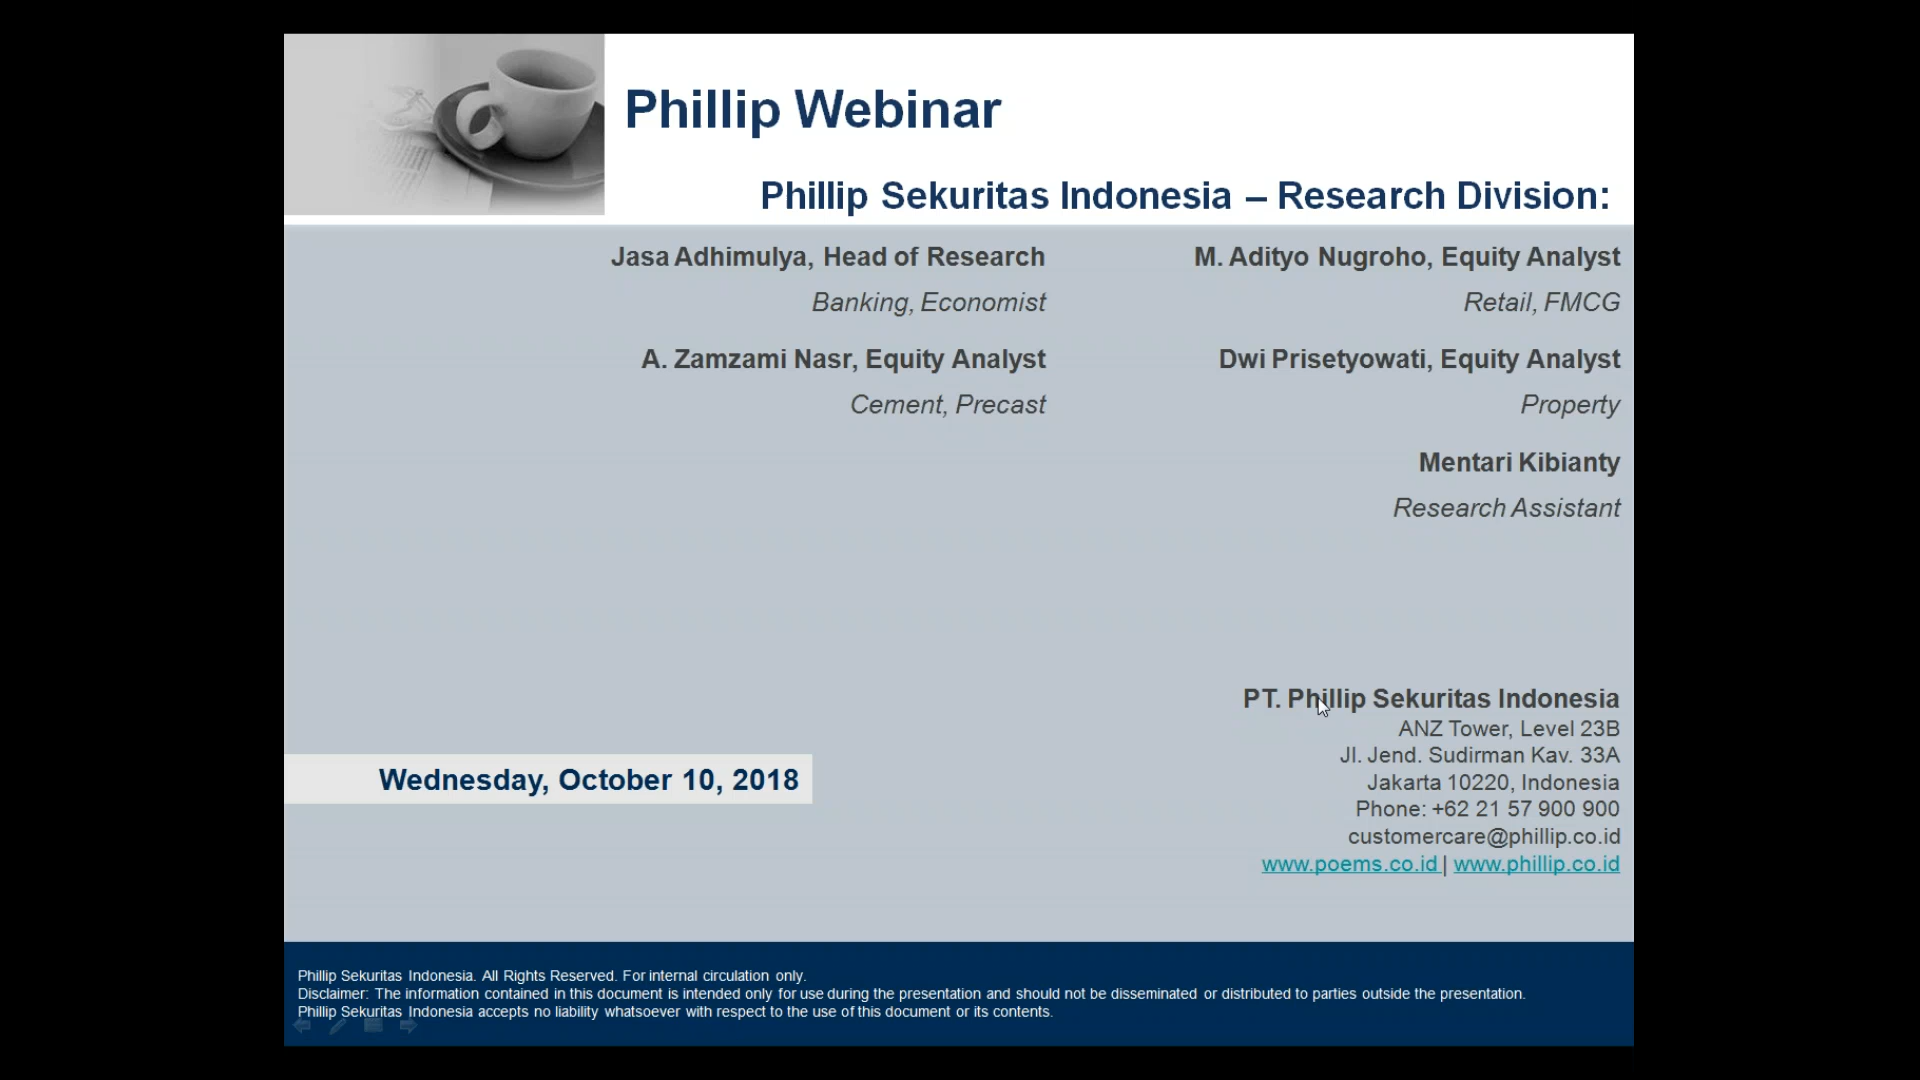 Phillip Webinar
Phillip Sekuritas Indonesia – Research Division:
Jasa Adhimulya, Head of Research
Banking, Economist
A. Zamzami Nasr, Equity Analyst
Cement, Precast
M. Adityo Nugroho, Equity Analyst
Retail, FMCG
Dwi Prisetyowati, Equity Analyst
Property
Mentari Kibianty
Research Assistant
Wednesday, October 10, 2018
PT. Phillip Sekuritas Indonesia
ANZ Tower, Level 23B
Jl. Jend. Sudirman Kav. 33A
Jakarta 10220, Indonesia
Phone: +62 21 57 900 900
customercare@phillip.co.id
www.poems.co.id | www.phillip.co.id
Phillip Sekuritas Indonesia. All Rights Reserved. For internal circulation only.
Disclaimer: The information contained in this document is intended only for use during the presentation and should not be disseminated or distributed to parties outside the presentation.
Phillip Sekuritas Indonesia accepts no liability whatsoever with respect to the use of this document or its contents.